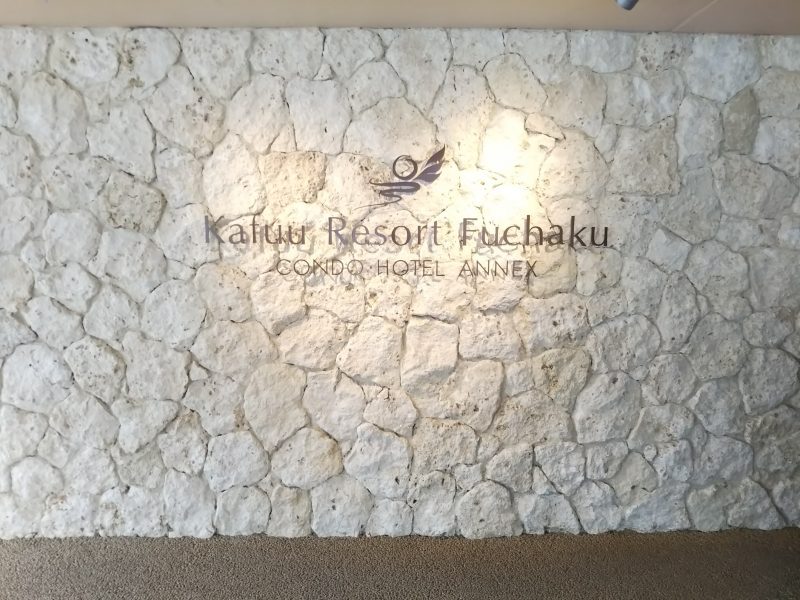 Kafuu Resort Fuchaku
CONDO・HOTEL ANNEX